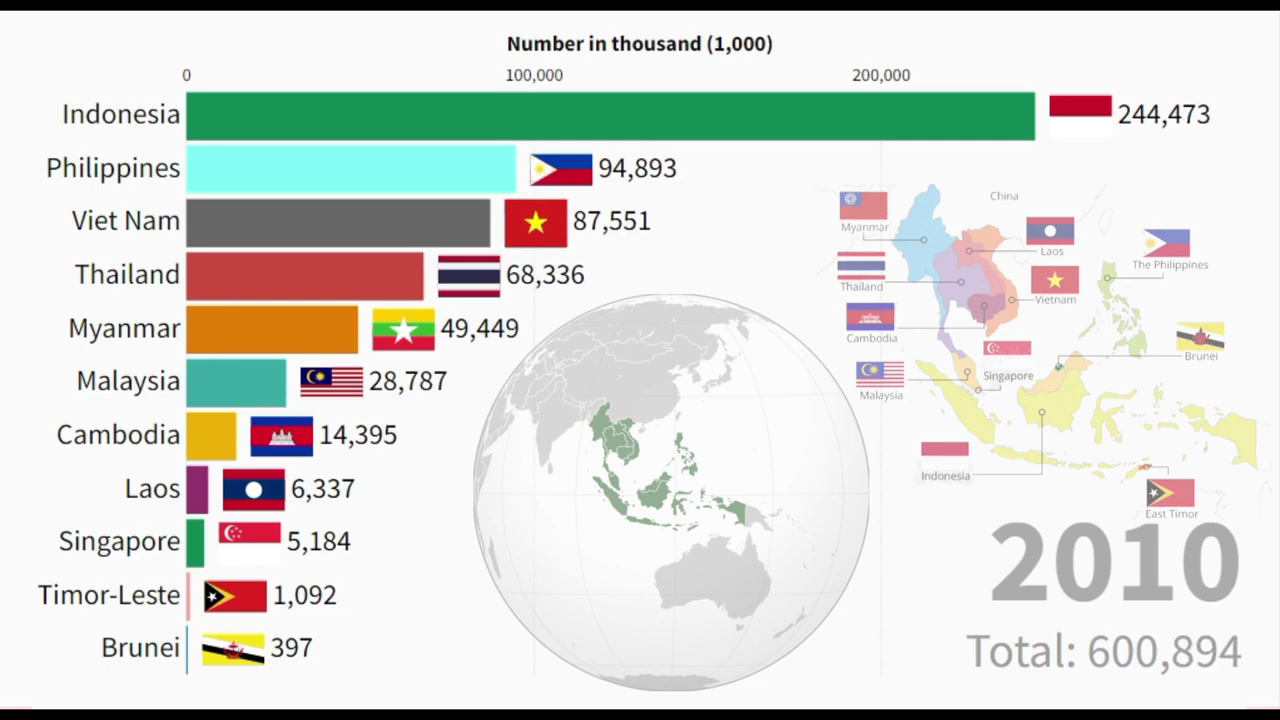 Number in thousand (1,000)
0 100,000 200,000
Indonesia 244,473
Philippines 94,893
Viet Nam 87,551
Thailand 68,336
Myanmar 49,449
Malaysia 28,787
Cambodia 14,395
Laos 6,337
Singapore 5,184
Timor-Leste 1,092
Brunei 397
China
Myanmar
Laos
The Philippines
Thailand
Vietnam
Cambodia
Brunei
Singapore
Malaysia
Indonesia
East Timor
2010
Total: 600,894